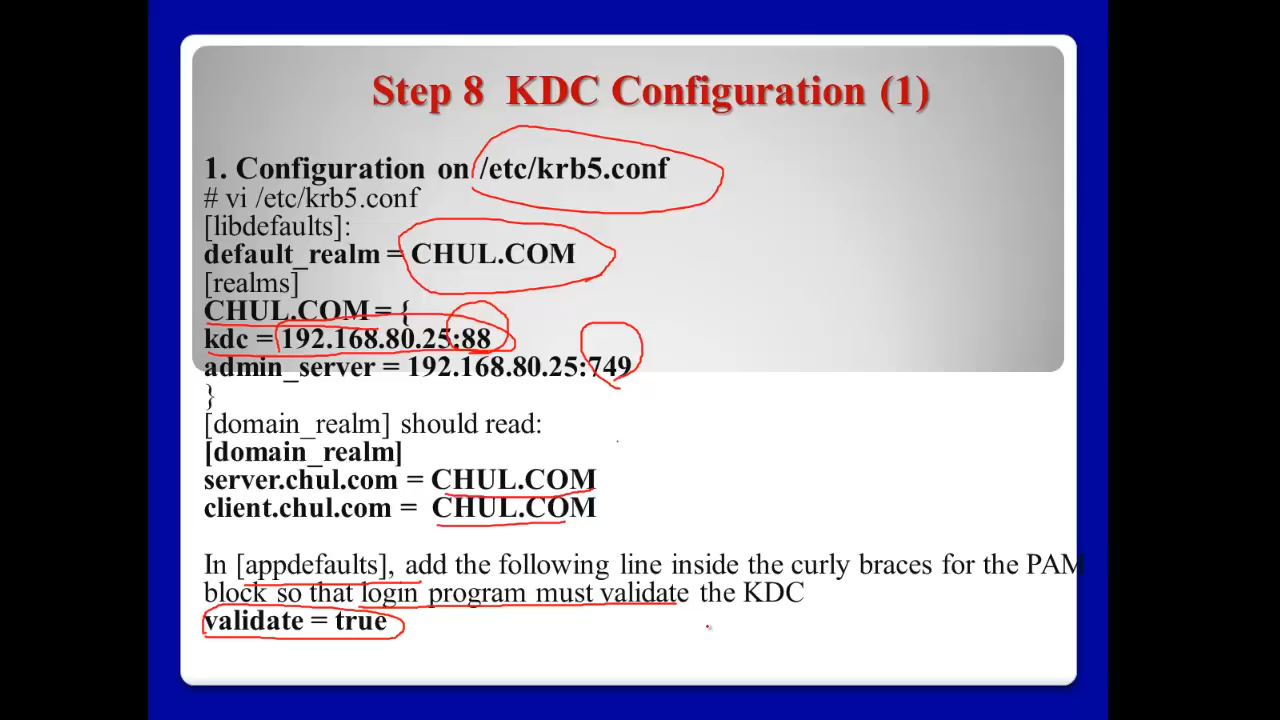 Step 8 KDC Configuration (1)
1. Configuration on /etc/krb5.conf
# vi /etc/krb5.conf
[libdefaults]:
default_realm = CHUL.COM
[realms]
CHUL.COM = {
kdc = 192.168.80.25:88
admin_server = 192.168.80.25:749
}
[domain_realm] should read:
[domain_realm]
server.chul.com = CHUL.COM
client.chul.com = CHUL.COM
In [appdefaults], add the following line inside the curly braces for the PAM
block so that login program must validate the KDC
validate = true